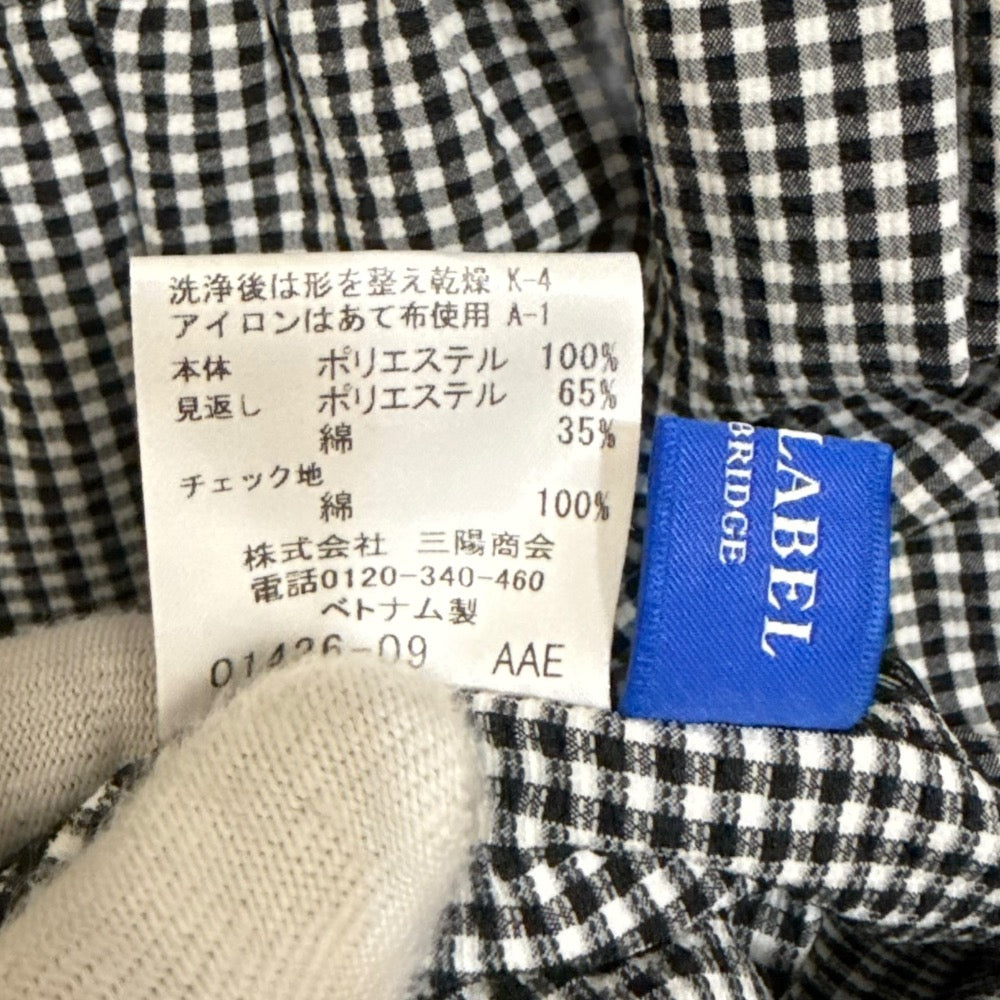 洗浄後は形を整え乾燥 K-4
アイロンはあて布使用 A-1
本体 ポリエステル 100%
見返し ポリエステル 65%
綿 35%
チェック地
綿 100%
株式会社 三陽商会
電話0120-340-460
ベトナム製
01426-09 AAE
LABEL
BRIDGE